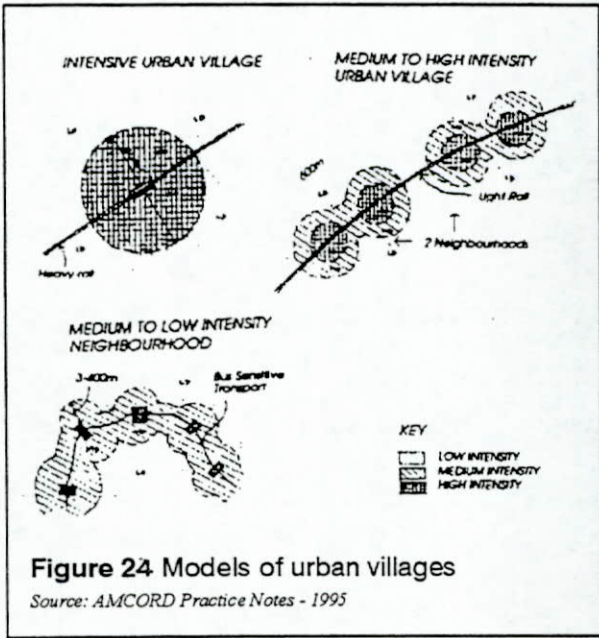 INTENSIVE URBAN VILLAGE
Heavy rail
MEDIUM TO HIGH INTENSITY
URBAN VILLAGE
600m
Light Rail
2 Neighbourhoods
MEDIUM TO LOW INTENSITY
NEIGHBOURHOOD
3-400m
Bus Sensitive
Transport
KEY
LOW INTENSITY
MEDIUM INTENSITY
HIGH INTENSITY
Figure 24 Models of urban villages
Source: AMCORD Practice Notes - 1995